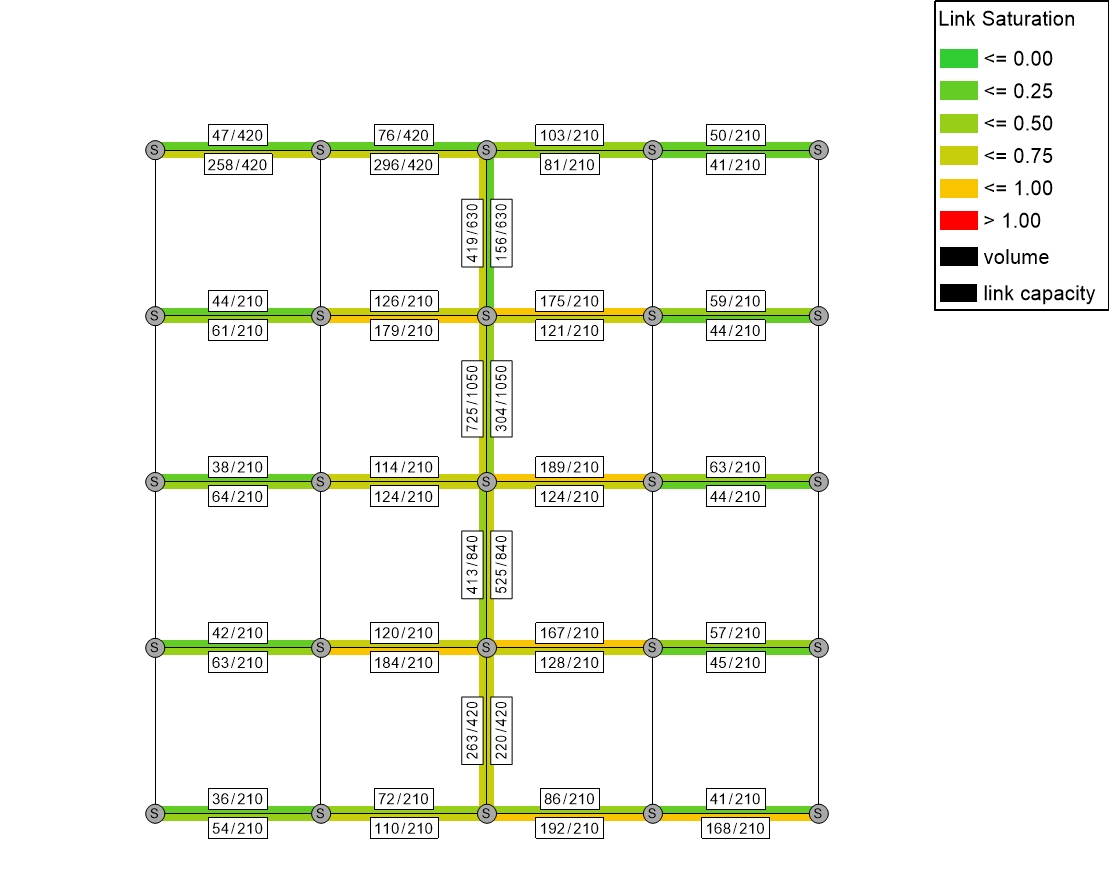 Link Saturation
<= 0.00
<= 0.25
<= 0.50
<= 0.75
<= 1.00
> 1.00
volume
link capacity
47/420 76/420 103/210 50/210
S S S S S
258/420 296/420 81/210 41/210
419/630 156/630
44/210 126/210 175/210 59/210
S S S S S
61/210 179/210 121/210 44/210
725/1050 304/1050
38/210 114/210 189/210 63/210
S S S S S
64/210 124/210 124/210 44/210
413/840 525/840
42/210 120/210 167/210 57/210
S S S S S
63/210 184/210 128/210 45/210
263/420 220/420
36/210 72/210 86/210 41/210
S S S S S
54/210 110/210 192/210 168/210